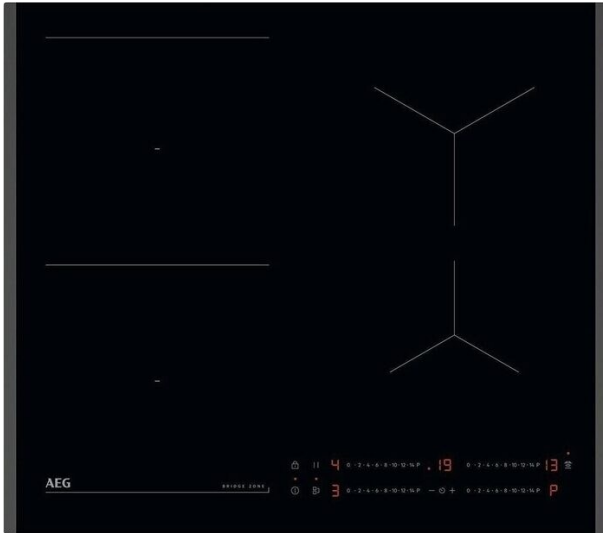 4 0 · 2 · 4 · 6 · 8 · 10 · 12 · 14 P . 19 0 · 2 · 4 · 6 · 8 · 10 · 12 · 14 P 13
AEG
BRIDGE ZONE
3 0 · 2 · 4 · 6 · 8 · 10 · 12 · 14 P − + 0 · 2 · 4 · 6 · 8 · 10 · 12 · 14 P P